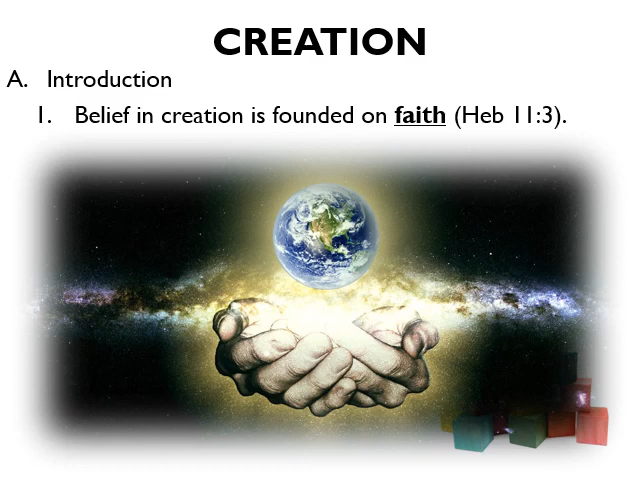 CREATION
A. Introduction
1. Belief in creation is founded on faith (Heb 11:3).